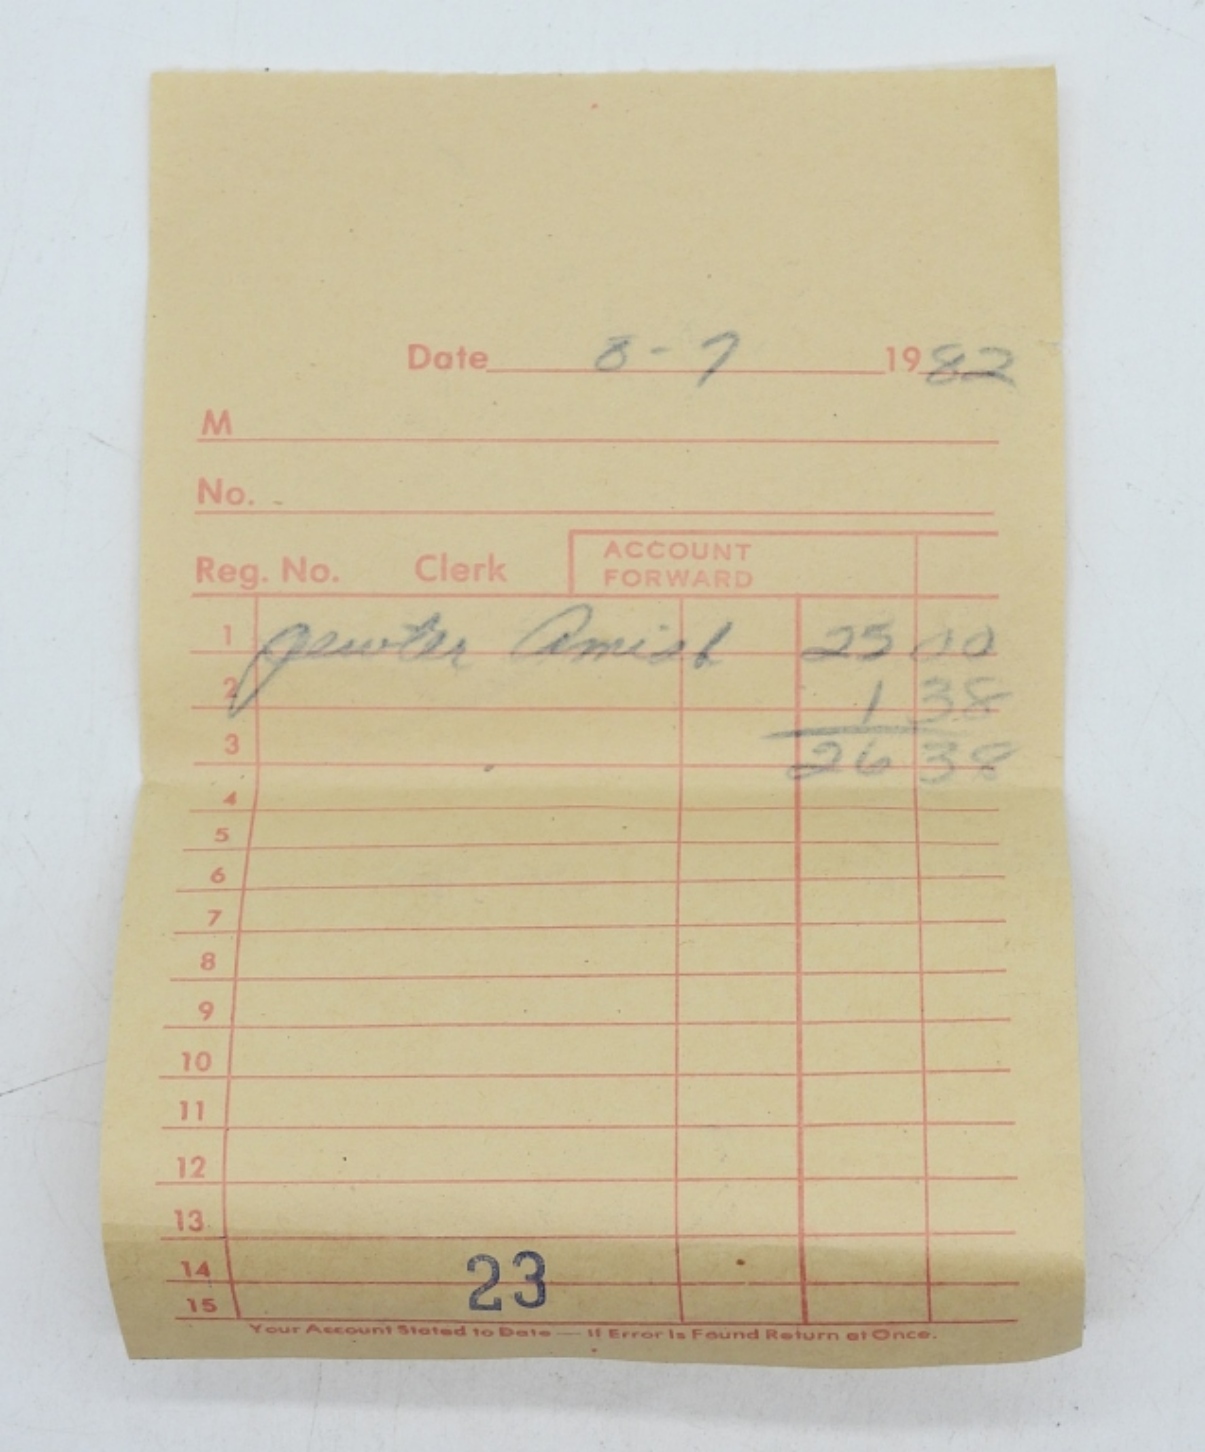 Date 8-7 1982
M
No.
Reg. No. Clerk ACCOUNT FORWARD
1 pewter Amish 25 00
2 1 38
3 26 38
4
5
6
7
8
9
10
11
12
13
14
23
15
Your Account Stated to Date — If Error Is Found Return at Once.